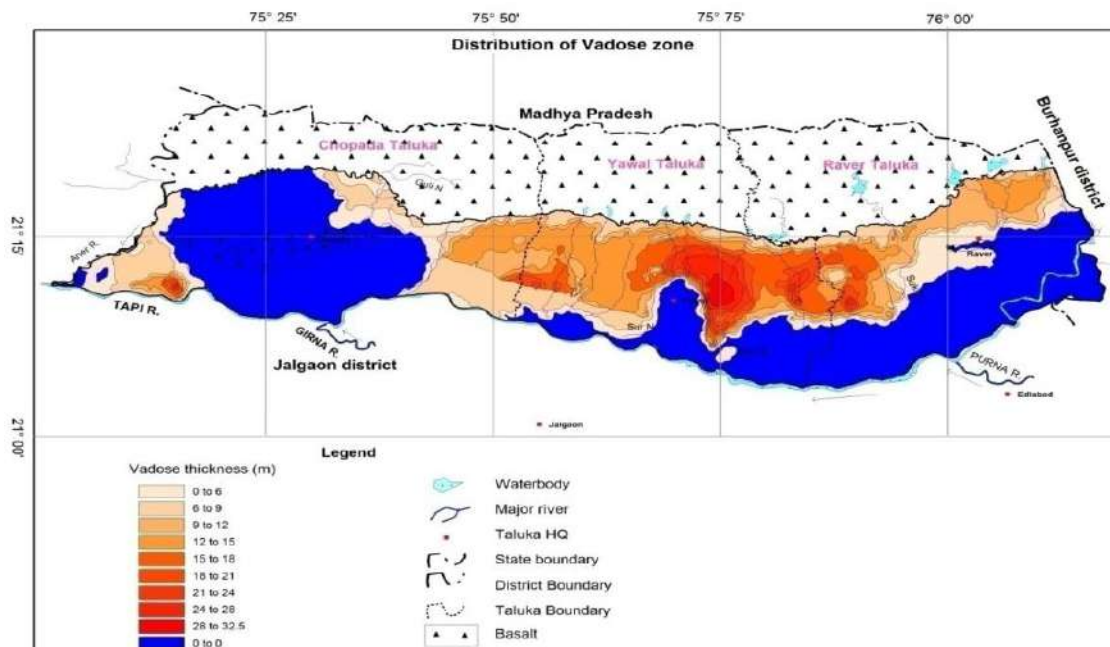 75° 25'
75° 50'
75° 75'
76° 00'
Distribution of Vadose zone
Madhya Pradesh
Burhanpur district
Chopada Taluka
Yawal Taluka
Raver Taluka
Guli N
21° 15'
Aner R.
Raver
Suki
TAPI R.
Sur N
GIRNA R.
Jalgaon district
PURNA R.
Edlabad
Jalgaon
21° 00'
Legend
Vadose thickness (m)
0 to 6
6 to 9
9 to 12
12 to 15
15 to 18
18 to 21
21 to 24
24 to 28
28 to 32.5
0 to 0
Waterbody
Major river
Taluka HQ
State boundary
District Boundary
Taluka Boundary
Basalt